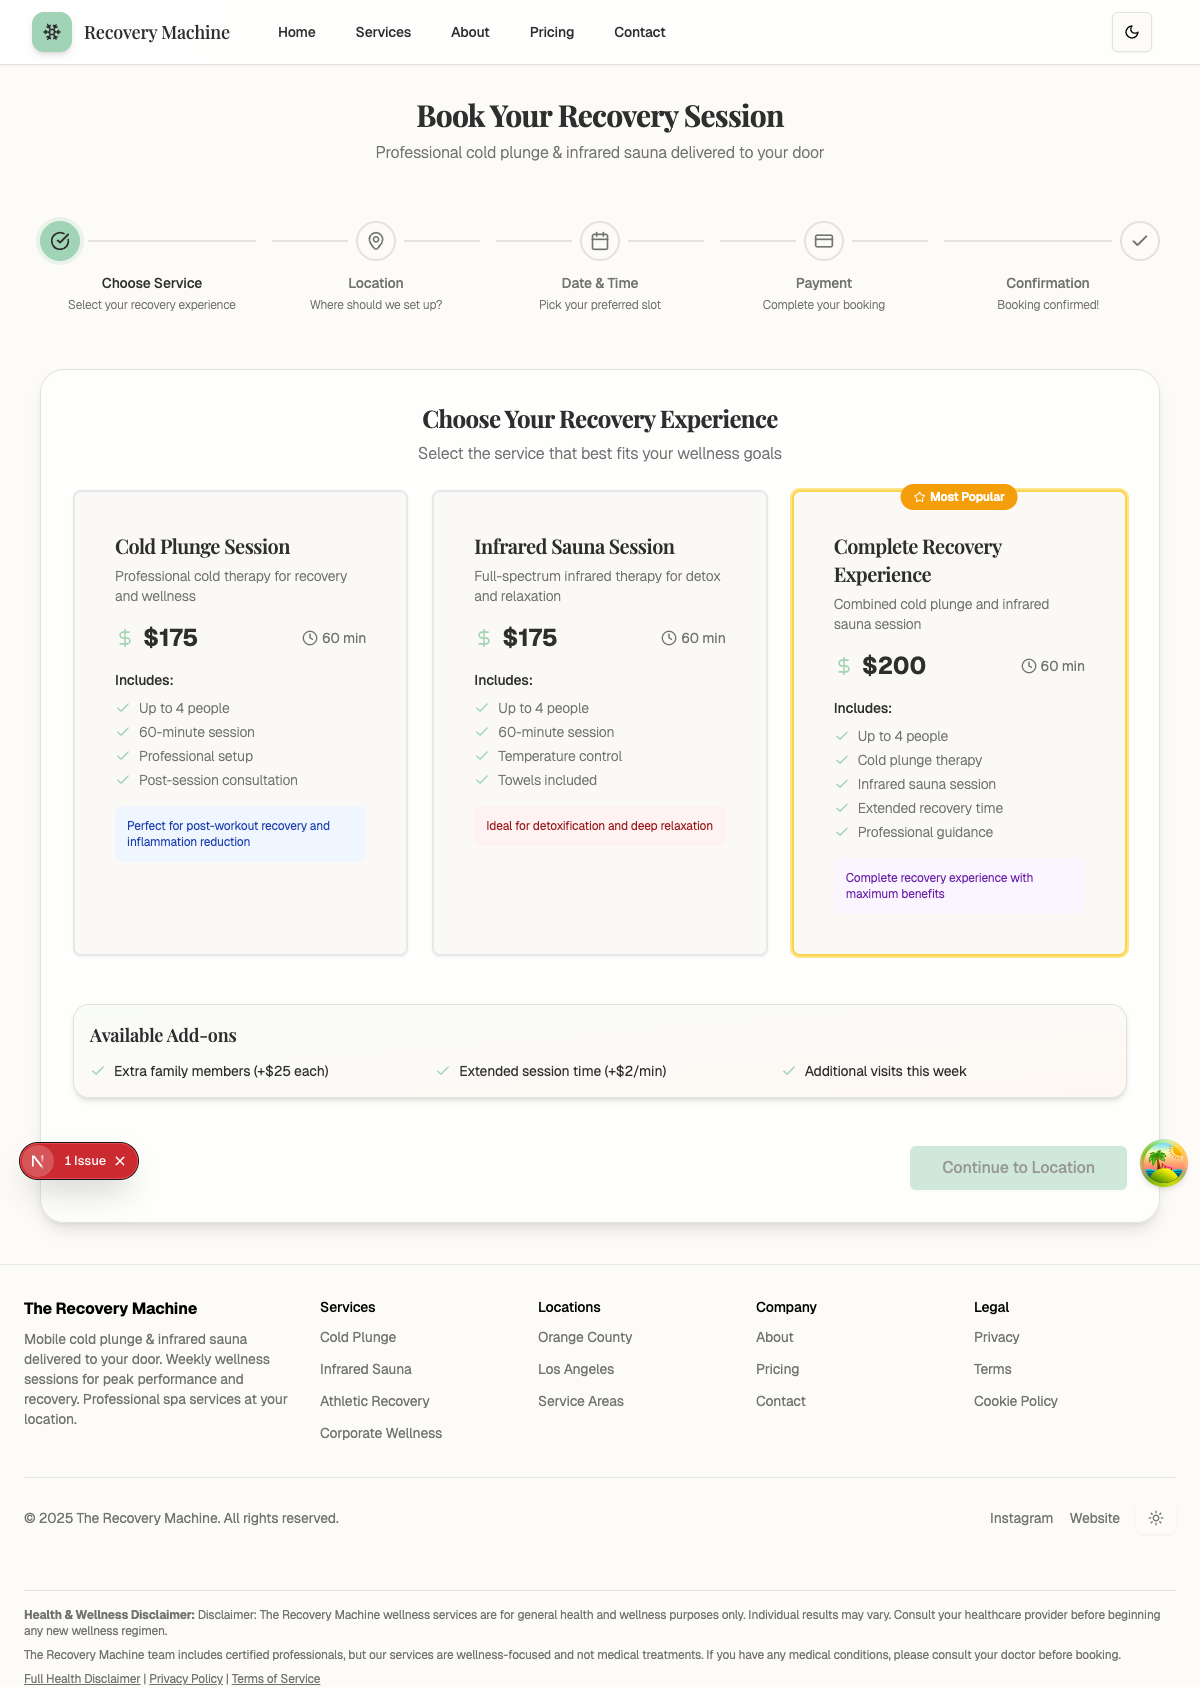 Recovery Machine
Home
Services
About
Pricing
Contact
Book Your Recovery Session
Professional cold plunge & infrared sauna delivered to your door
Choose Service
Select your recovery experience
Location
Where should we set up?
Date & Time
Pick your preferred slot
Payment
Complete your booking
Confirmation
Booking confirmed!
Choose Your Recovery Experience
Select the service that best fits your wellness goals
Cold Plunge Session
Professional cold therapy for recovery
and wellness
$175
60 min
Includes:
Up to 4 people
60-minute session
Professional setup
Post-session consultation
Perfect for post-workout recovery and
inflammation reduction
Infrared Sauna Session
Full-spectrum infrared therapy for detox
and relaxation
$175
60 min
Includes:
Up to 4 people
60-minute session
Temperature control
Towels included
Ideal for detoxification and deep relaxation
Most Popular
Complete Recovery
Experience
Combined cold plunge and infrared
sauna session
$200
60 min
Includes:
Up to 4 people
Cold plunge therapy
Infrared sauna session
Extended recovery time
Professional guidance
Complete recovery experience with
maximum benefits
Available Add-ons
Extra family members (+$25 each)
Extended session time (+$2/min)
Additional visits this week
N 1 Issue
Continue to Location
The Recovery Machine
Mobile cold plunge & infrared sauna
delivered to your door. Weekly wellness
sessions for peak performance and
recovery. Professional spa services at your
location.
Services
Cold Plunge
Infrared Sauna
Athletic Recovery
Corporate Wellness
Locations
Orange County
Los Angeles
Service Areas
Company
About
Pricing
Contact
Legal
Privacy
Terms
Cookie Policy
© 2025 The Recovery Machine. All rights reserved.
Instagram
Website
Health & Wellness Disclaimer: Disclaimer: The Recovery Machine wellness services are for general health and wellness purposes only. Individual results may vary. Consult your healthcare provider before beginning
any new wellness regimen.
The Recovery Machine team includes certified professionals, but our services are wellness-focused and not medical treatments. If you have any medical conditions, please consult your doctor before booking.
Full Health Disclaimer | Privacy Policy | Terms of Service